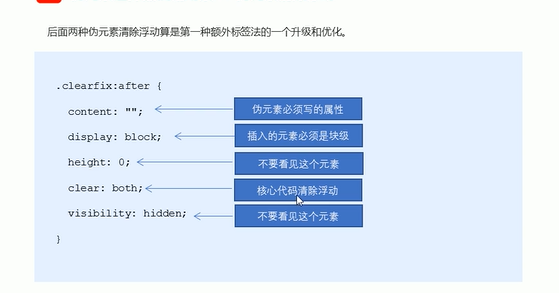 后面两种伪元素清除浮动算是第一种额外标签法的一个升级和优化。
.clearfix:after {
content: ""; 伪元素必须写的属性
display: block; 插入的元素必须是块级
height: 0; 不要看见这个元素
clear: both; 核心代码清除浮动
visibility: hidden; 不要看见这个元素
}